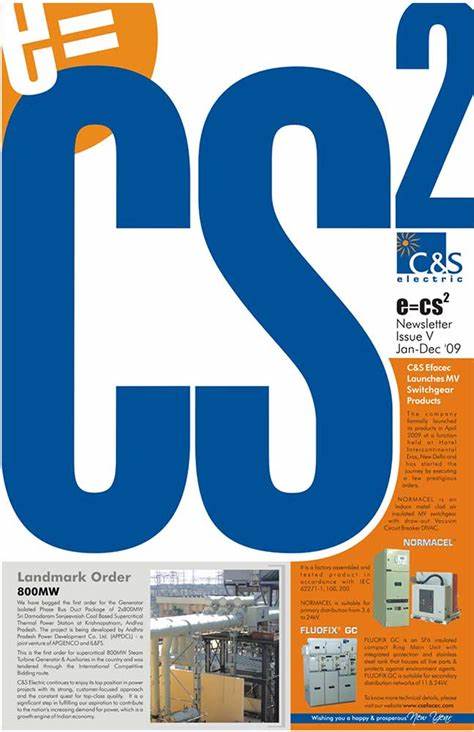 e=
CS2
C&S
electric
e=cs2
Newsletter
Issue V
Jan-Dec '09
C&S Efacec
Launches MV
Switchgear
Products
The company
formally launched
its products in April
2009 at a function
held at Hotel
Intercontinental
Eros, New Delhi and
has started the
journey by executing
a few prestigious
orders.
NORMACEL is an
Indoor metal clad air
insulated MV switchgear
with draw-out Vacuum
Circuit Breaker DIVAC.
NORMACEL
It is a factory assembled and
tested product in
accordance with IEC
62271-1, 100, 200.
NORMACEL is suitable for
primary distribution from 3.6
to 24kV.
FLUOFIX GC
FLUOFIX GC is an SF6 insulated
compact Ring Main Unit with
integrated protection and stainless
steel tank that houses all live parts &
protects against environment agents.
FLUOFIX GC is suitable for secondary
distribution networks of 11 & 24kV.
To know more technical details, please
visit our website www.csefacec.com
Wishing you a happy & prosperous New Year
Landmark Order
800MW
We have bagged the first order for the Generator
Isolated Phase Bus Duct Package of 2x800MW
Sri Damodaram Sanjeevaiah Coal Based Supercritical
Thermal Power Station at Krishnapatnam, Andhra
Pradesh. The project is being developed by Andhra
Pradesh Power Development Co. Ltd. (APPDCL) - a
joint venture of APGENCO and IL&FS.
This is the first order for supercritical 800MW Steam
Turbine Generator & Auxiliaries in the country and was
tendered through the International Competitive
Bidding route.
C&S Electric continues to enjoy its top position in power
projects with its strong, customer-focused approach
and the constant quest for top-class quality. It is a
significant step in fulfilling our aspiration to contribute
to the nation's increasing demand for power, which is a
growth engine of Indian economy.